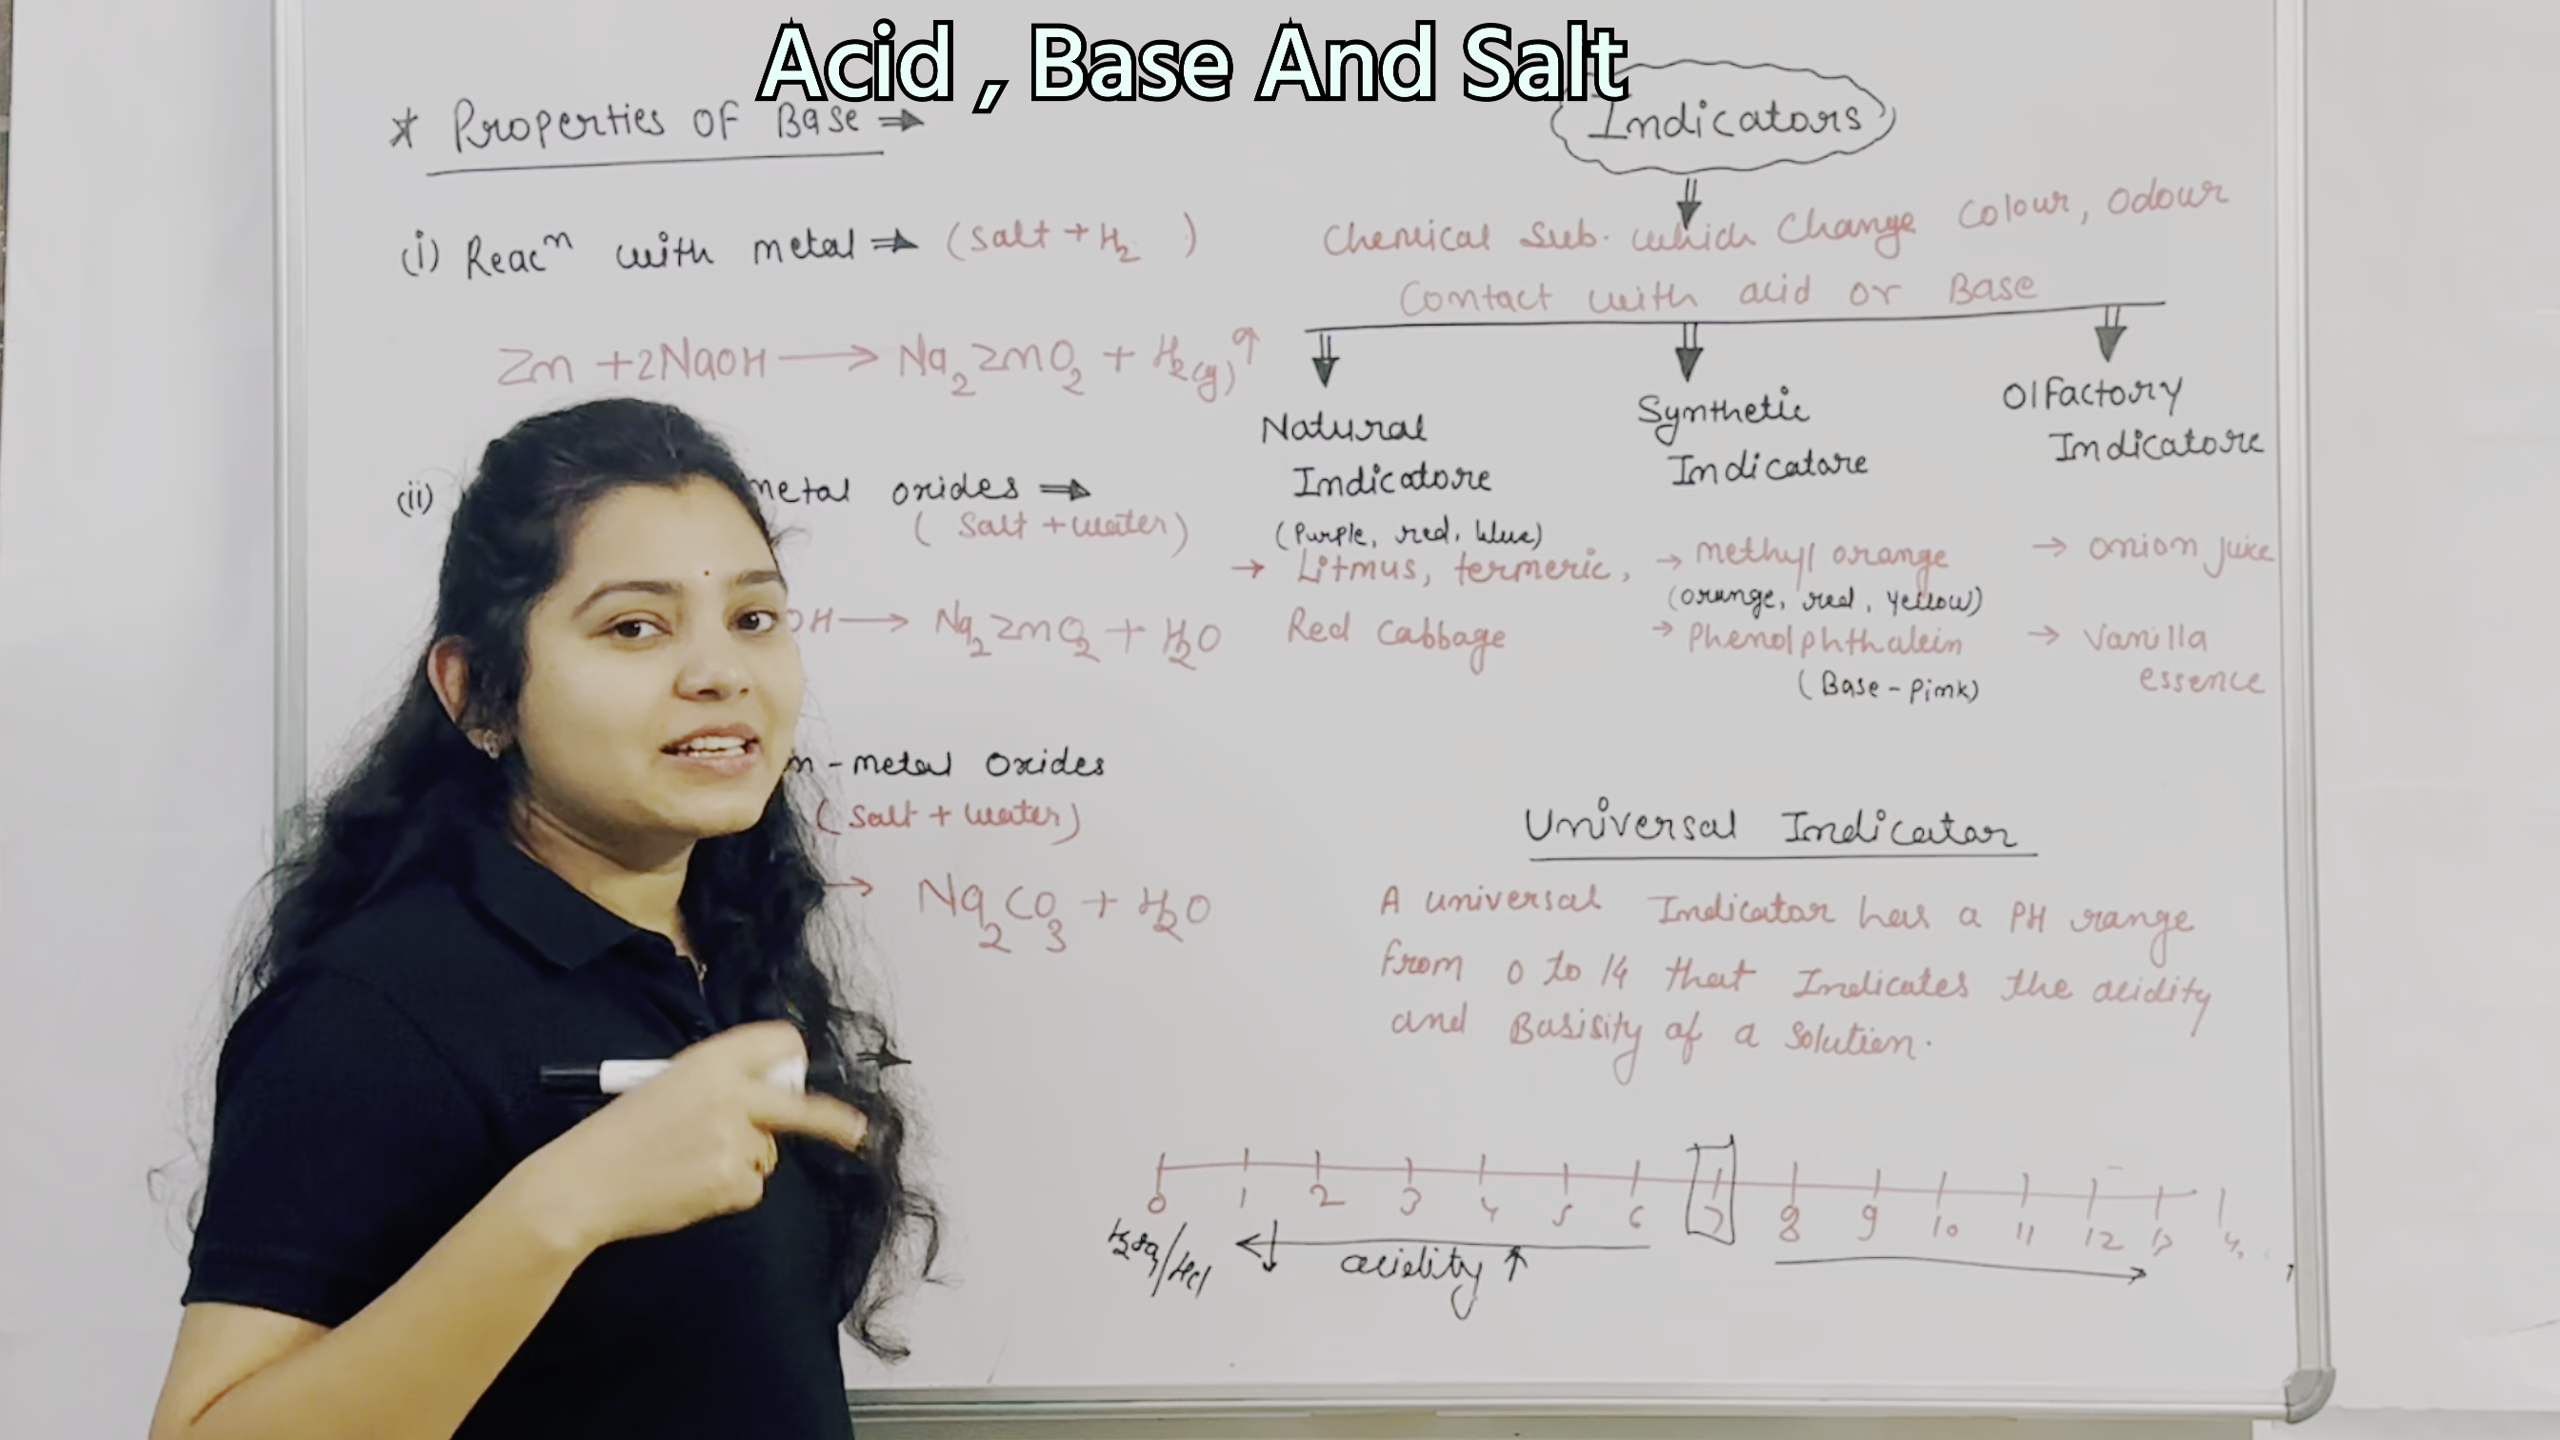 Acid , Base And Salt
* Properties OF Base ⇒
(i) Reacⁿ with metal ⇒ (Salt + H₂ )
Zn + 2NaOH → Na₂ZnO₂ + H₂(g)↑
(ii)
metal oxides ⇒
(Salt + water)
OH → Na₂ZnO₂ + H₂O
n-metal Oxides
(Salt + water)
→ Na₂CO₃ + H₂O
Indicators
Chemical Sub. which Change Colour, Odour
Contact with acid or Base
Natural
Indicatore
(Purple, red, blue)
→ Litmus, termeric,
Red Cabbage
Synthetic
Indicatore
→ methyl orange
(orange, red, yellow)
→ Phenolphthalein
(Base - Pink)
Olfactory
Indicatore
→ onion juice
→ Vanilla
essence
Universal Indicator
A universal Indicator has a PH range
from 0 to 14 that Indicates the acidity
and Basisity of a Solution.
0 1 2 3 4 5 6 7 8 9 10 11 12 13 14
H₂SO₄/HCl
← ↓ acidity ↑
→